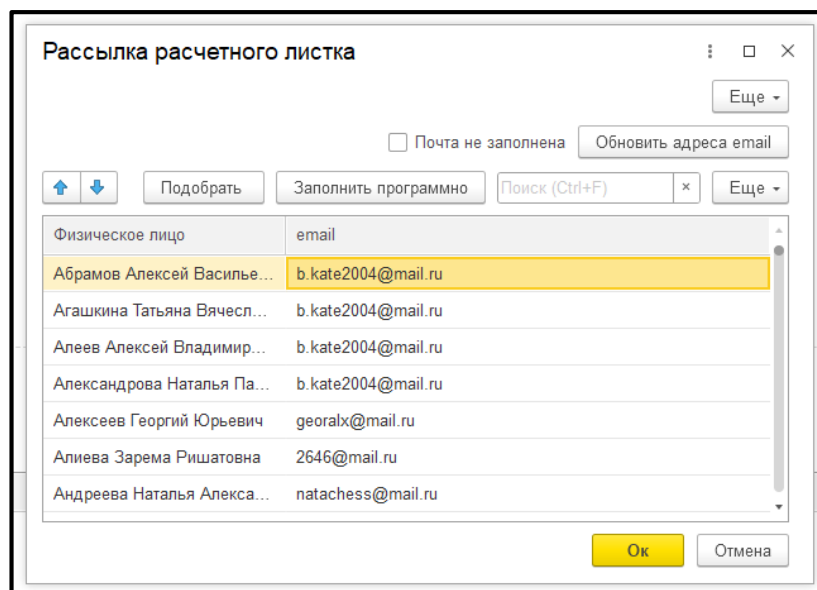 Рассылка расчетного листка
Еще
Почта не заполнена Обновить адреса email
Подобрать Заполнить программно Поиск (Ctrl+F) × Еще
Физическое лицо email
Абрамов Алексей Василье... b.kate2004@mail.ru
Агашкина Татьяна Вячесл... b.kate2004@mail.ru
Алеев Алексей Владимир... b.kate2004@mail.ru
Александрова Наталья Па... b.kate2004@mail.ru
Алексеев Георгий Юрьевич georalx@mail.ru
Алиева Зарема Ришатовна 2646@mail.ru
Андреева Наталья Алекса... natachess@mail.ru
Ок Отмена